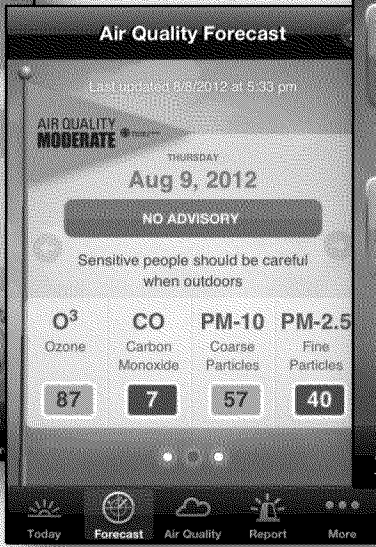 Air Quality Forecast
Last updated 8/8/2012 at 5:33 pm
AIR QUALITY
MODERATE
THURSDAY
Aug 9, 2012
NO ADVISORY
Sensitive people should be careful
when outdoors
O³ CO PM-10 PM-2.5
Ozone Carbon Coarse Fine
Monoxide Particles Particles
87 7 57 40
Today Forecast Air Quality Report More